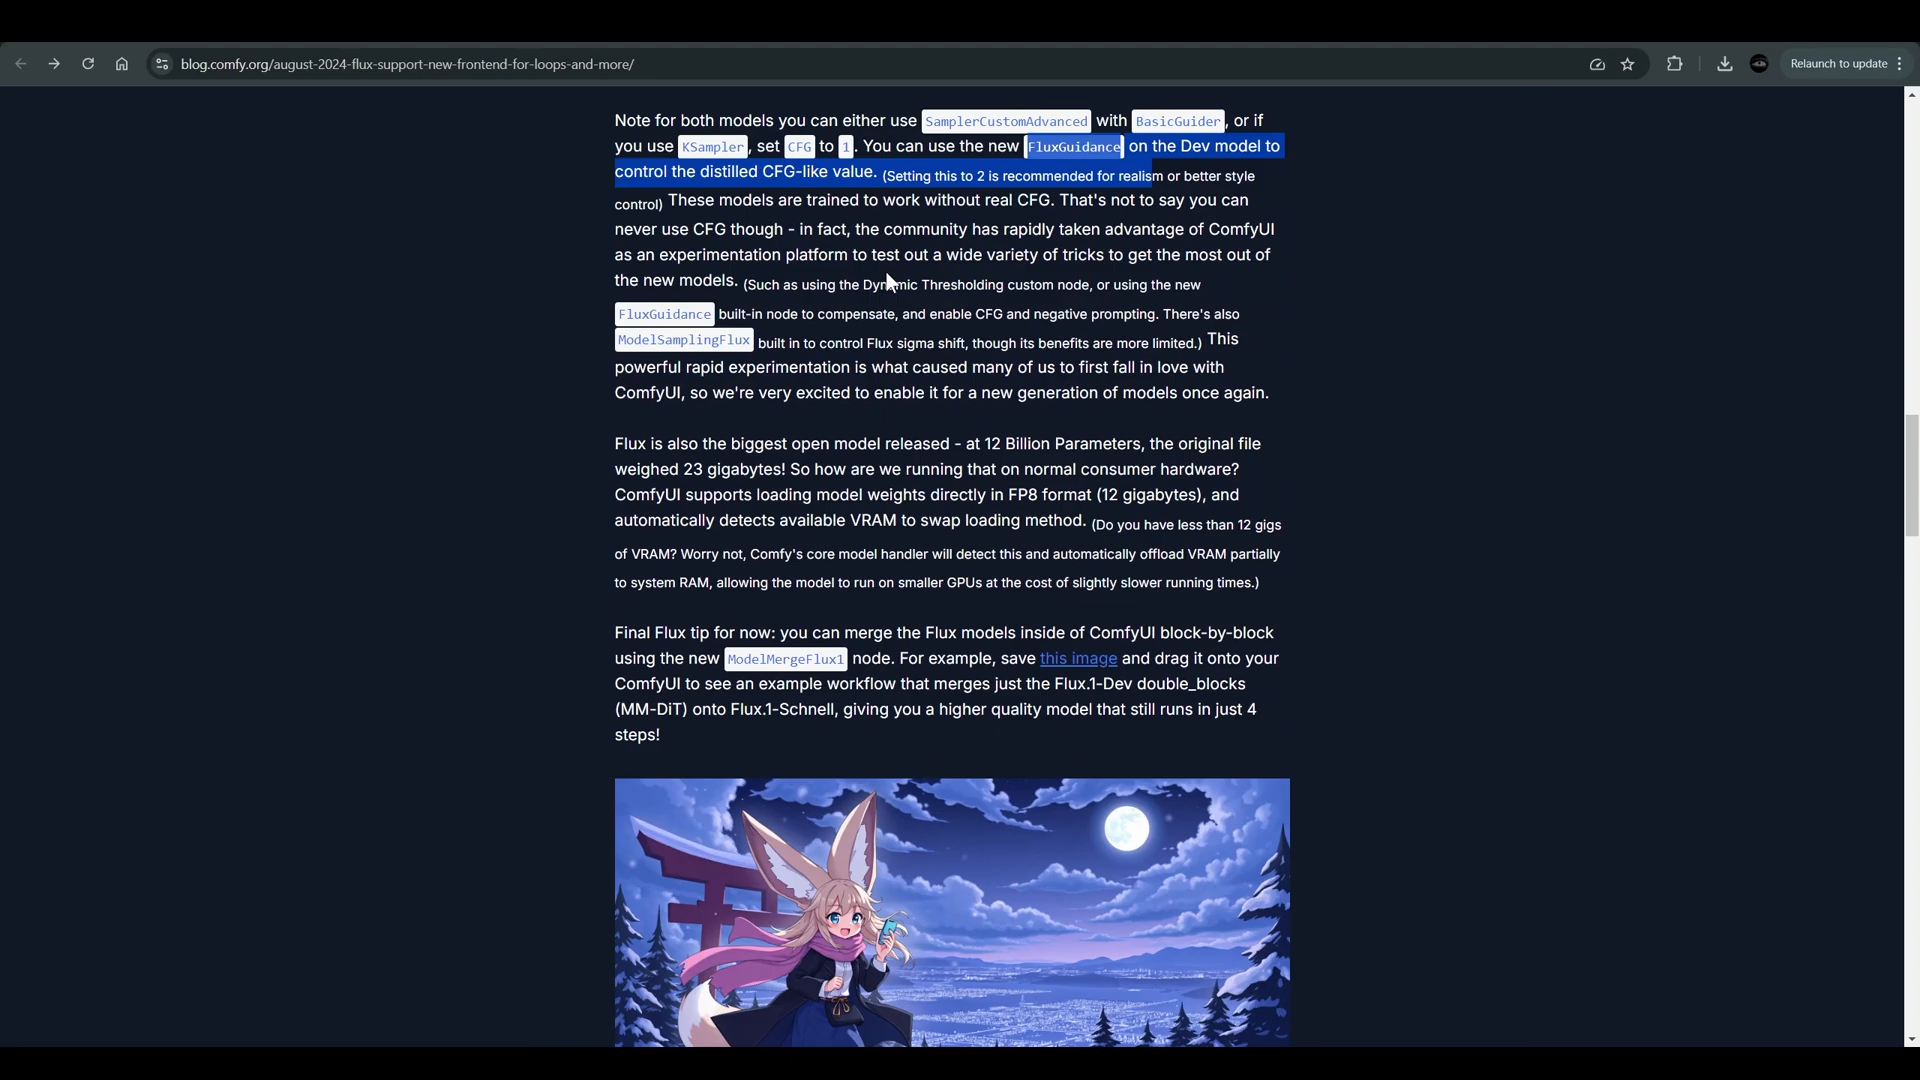 blog.comfy.org/august-2024-flux-support-new-frontend-for-loops-and-more/
Relaunch to update
Note for both models you can either use SamplerCustomAdvanced with BasicGuider, or if
you use KSampler, set CFG to 1. You can use the new FluxGuidance on the Dev model to
control the distilled CFG-like value. (Setting this to 2 is recommended for realism or better style
control) These models are trained to work without real CFG. That's not to say you can
never use CFG though - in fact, the community has rapidly taken advantage of ComfyUI
as an experimentation platform to test out a wide variety of tricks to get the most out of
the new models. (Such as using the Dynamic Thresholding custom node, or using the new
FluxGuidance built-in node to compensate, and enable CFG and negative prompting. There's also
ModelSamplingFlux built in to control Flux sigma shift, though its benefits are more limited.) This
powerful rapid experimentation is what caused many of us to first fall in love with
ComfyUI, so we're very excited to enable it for a new generation of models once again.
Flux is also the biggest open model released - at 12 Billion Parameters, the original file
weighed 23 gigabytes! So how are we running that on normal consumer hardware?
ComfyUI supports loading model weights directly in FP8 format (12 gigabytes), and
automatically detects available VRAM to swap loading method. (Do you have less than 12 gigs
of VRAM? Worry not, Comfy's core model handler will detect this and automatically offload VRAM partially
to system RAM, allowing the model to run on smaller GPUs at the cost of slightly slower running times.)
Final Flux tip for now: you can merge the Flux models inside of ComfyUI block-by-block
using the new ModelMergeFlux1 node. For example, save this image and drag it onto your
ComfyUI to see an example workflow that merges just the Flux.1-Dev double_blocks
(MM-DiT) onto Flux.1-Schnell, giving you a higher quality model that still runs in just 4
steps!